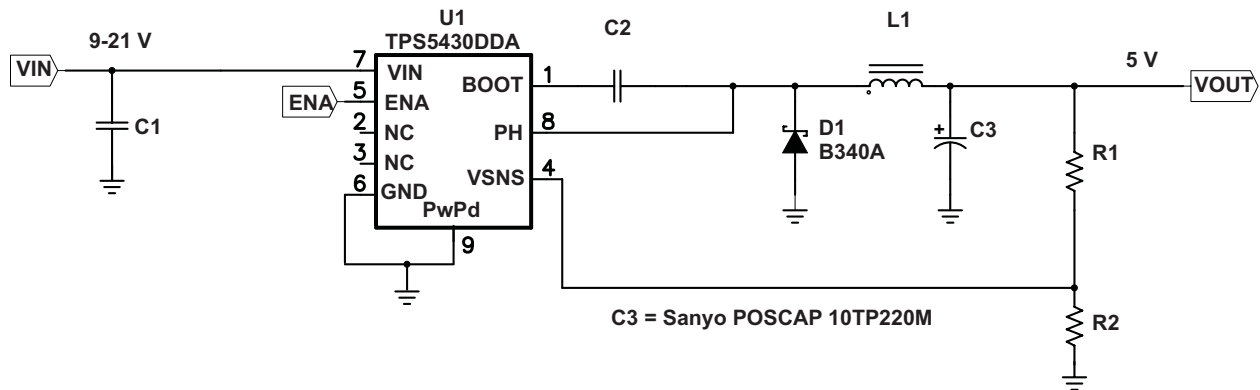 U1
TPS5430DDA
9-21 V
VIN
C1
ENA
7
5
2
3
6
VIN
ENA
NC
NC
GND
BOOT
PH
VSNS
PwPd
1
8
4
9
C2
L1
D1
B340A
C3
+
5 V
VOUT
R1
R2
C3 = Sanyo POSCAP 10TP220M